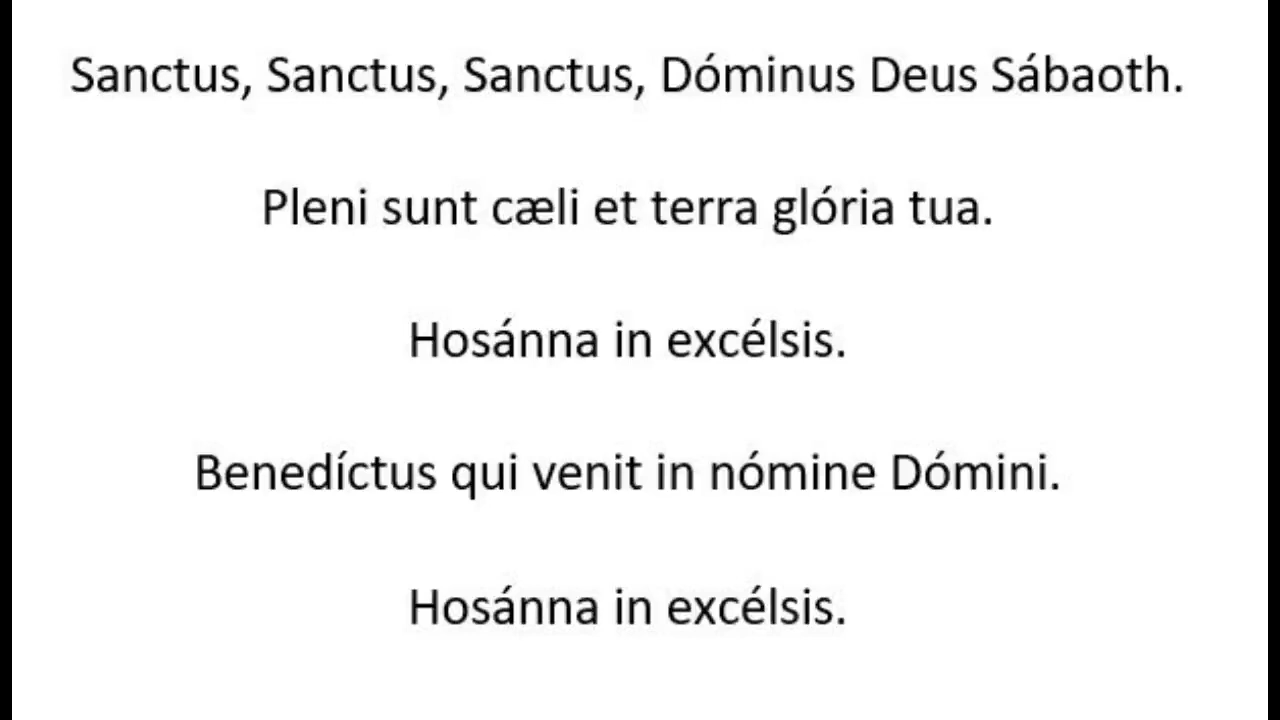 Sanctus, Sanctus, Sanctus, Dóminus Deus Sábaoth.
Pleni sunt cæli et terra glória tua.
Hosánna in excélsis.
Benedíctus qui venit in nómine Dómini.
Hosánna in excélsis.